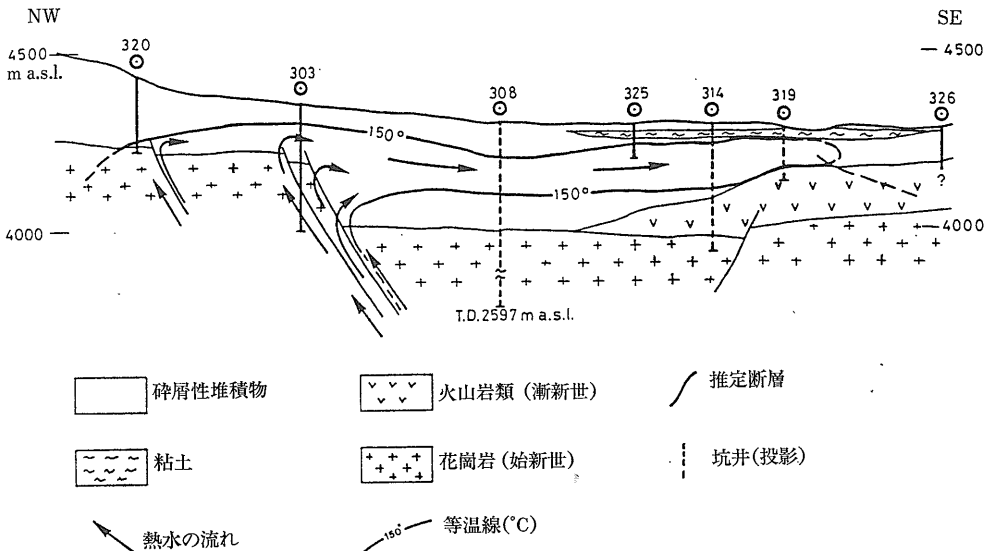 NW
SE
4500
m a.s.l.
4500
320
303
308
325
314
319
326
150°
150°
?
4000
4000
T.D.2597 m a.s.l.
砕屑性堆積物
火山岩類 (漸新世)
推定断層
粘土
花崗岩 (始新世)
坑井(投影)
熱水の流れ
150°
等温線(°C)